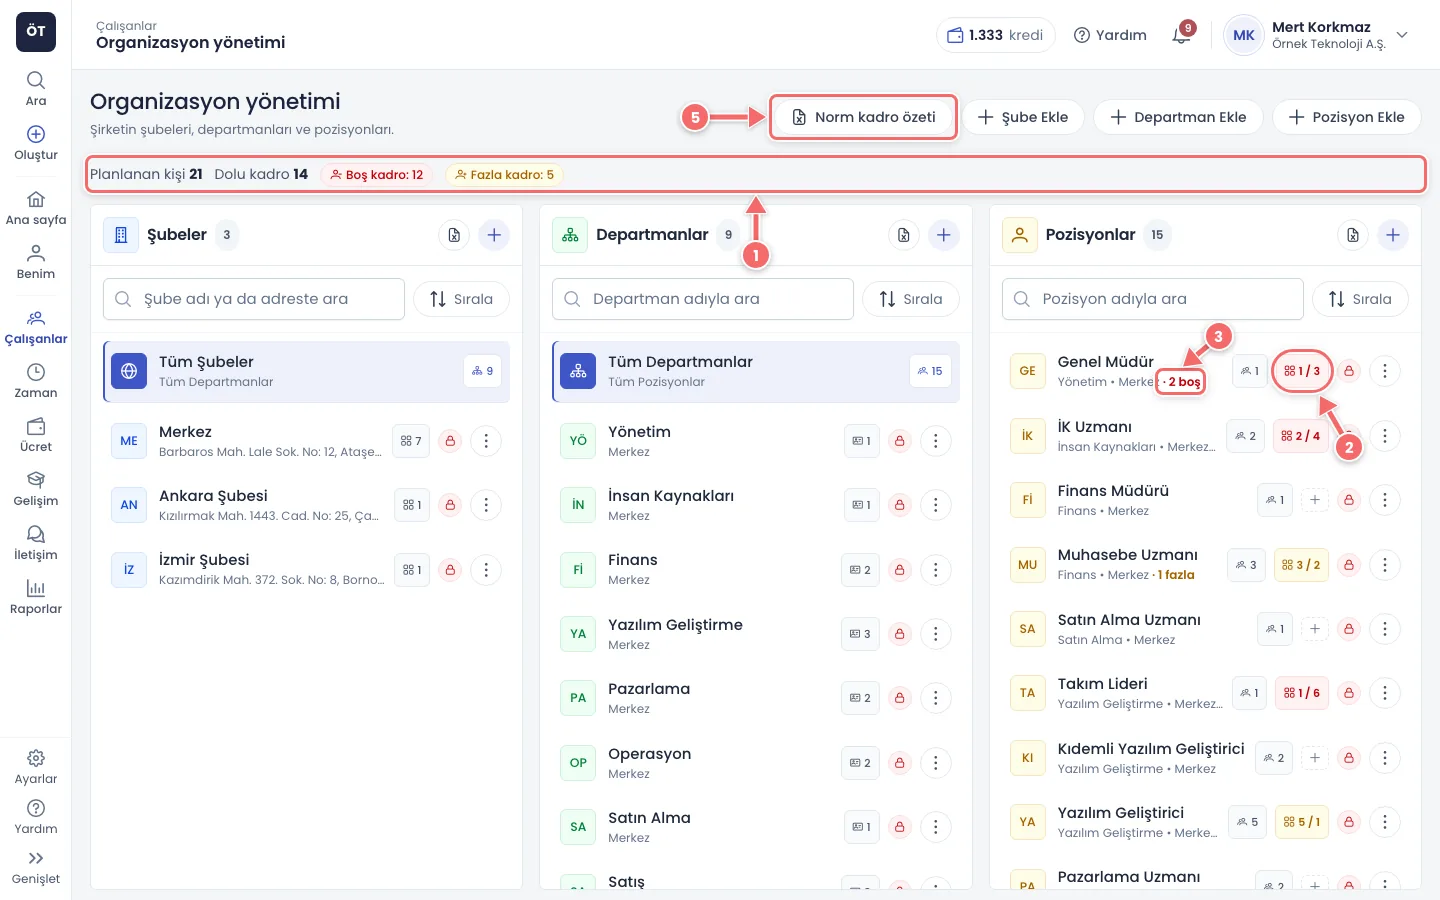 ÖT
Ara
Oluştur
Ana sayfa
Benim
Çalışanlar
Zaman
Ücret
Gelişim
İletişim
Raporlar
Ayarlar
Yardım
Genişlet
Çalışanlar
Organizasyon yönetimi
1.333 kredi
Yardım
9
MK
Mert Korkmaz
Örnek Teknoloji A.Ş.
Organizasyon yönetimi
Şirketin şubeleri, departmanları ve pozisyonları.
5
Norm kadro özeti
Şube Ekle
Departman Ekle
Pozisyon Ekle
Planlanan kişi 21 Dolu kadro 14 Boş kadro: 12 Fazla kadro: 5
1
Şubeler 3
Şube adı ya da adreste ara
Sırala
Tüm Şubeler
Tüm Departmanlar
9
ME
Merkez
Barbaros Mah. Lale Sok. No: 12, Ataşe...
7
AN
Ankara Şubesi
Kızılırmak Mah. 1443. Cad. No: 25, Ça...
1
İZ
İzmir Şubesi
Kazımdirik Mah. 372. Sok. No: 8, Borno...
1
Departmanlar 9
Departman adıyla ara
Sırala
Tüm Departmanlar
Tüm Pozisyonlar
15
YÖ
Yönetim
Merkez
1
İN
İnsan Kaynakları
Merkez
1
Fİ
Finans
Merkez
2
YA
Yazılım Geliştirme
Merkez
3
PA
Pazarlama
Merkez
2
OP
Operasyon
Merkez
2
SA
Satın Alma
Merkez
1
Satış
Pozisyonlar 15
Pozisyon adıyla ara
Sırala
3
GE
Genel Müdür
Yönetim • Merkez · 2 boş
1
1 / 3
2
İK
İK Uzmanı
İnsan Kaynakları • Merkez...
2
2 / 4
Fİ
Finans Müdürü
Finans • Merkez
1
MU
Muhasebe Uzmanı
Finans • Merkez · 1 fazla
3
3 / 2
SA
Satın Alma Uzmanı
Satın Alma • Merkez
1
TA
Takım Lideri
Yazılım Geliştirme • Merkez...
1
1 / 6
KI
Kıdemli Yazılım Geliştirici
Yazılım Geliştirme • Merkez
2
YA
Yazılım Geliştirici
Yazılım Geliştirme • Merke...
5
5 / 1
PA
Pazarlama Uzmanı
2